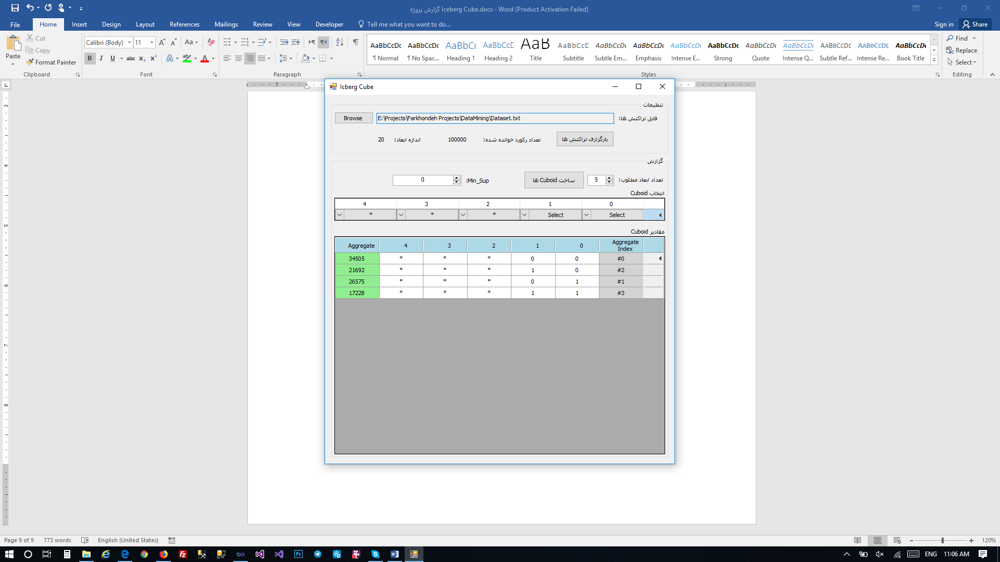 گزارش پروژه Iceberg Cube.docx - Word (Product Activation Failed)
File Home Insert Design Layout References Mailings Review View Developer Tell me what you want to do... Sign in Share
Paste
Cut
Copy
Format Painter
Clipboard
Calibri (Body) 11
Font
Paragraph
AaBbCcDc AaBbCcDc AaBbC( AaBbCcC AaB AaBbCcD AaBbCcDc AaBbCcDc AaBbCcDc AaBbCcDc AaBbCcDc AaBbCcDc AABBCCDE AABBCCDE AaBbCcDc
¶ Normal ¶ No Spac... Heading 1 Heading 2 Title Subtitle Subtle Em... Emphasis Intense E... Strong Quote Intense Q... Subtle Ref... Intense Re... Book Title
Styles
Find
Replace
Select
Editing
Icberg Cube
تنظیمات
فایل تراکنش ها:
E:\Projects\Farkhondeh Projects\DataMining\Dataset.txt
Browse
بارگزاری تراکنش ها
تعداد رکورد خوانده شده: 100000
اندازه ابعاد: 20
گزارش
تعداد ابعاد مطلوب: 5
ساخت Cuboid ها
Min_Sup: 0
انتخاب Cuboid
4 3 2 1 0
* * * Select Select
مقادیر Cuboid
Aggregate 4 3 2 1 0 Aggregate Index
34505 * * * 0 0 #0
21692 * * * 1 0 #2
26575 * * * 0 1 #1
17228 * * * 1 1 #3
Page 9 of 9 773 words English (United States) 120%
ENG 11:06 AM